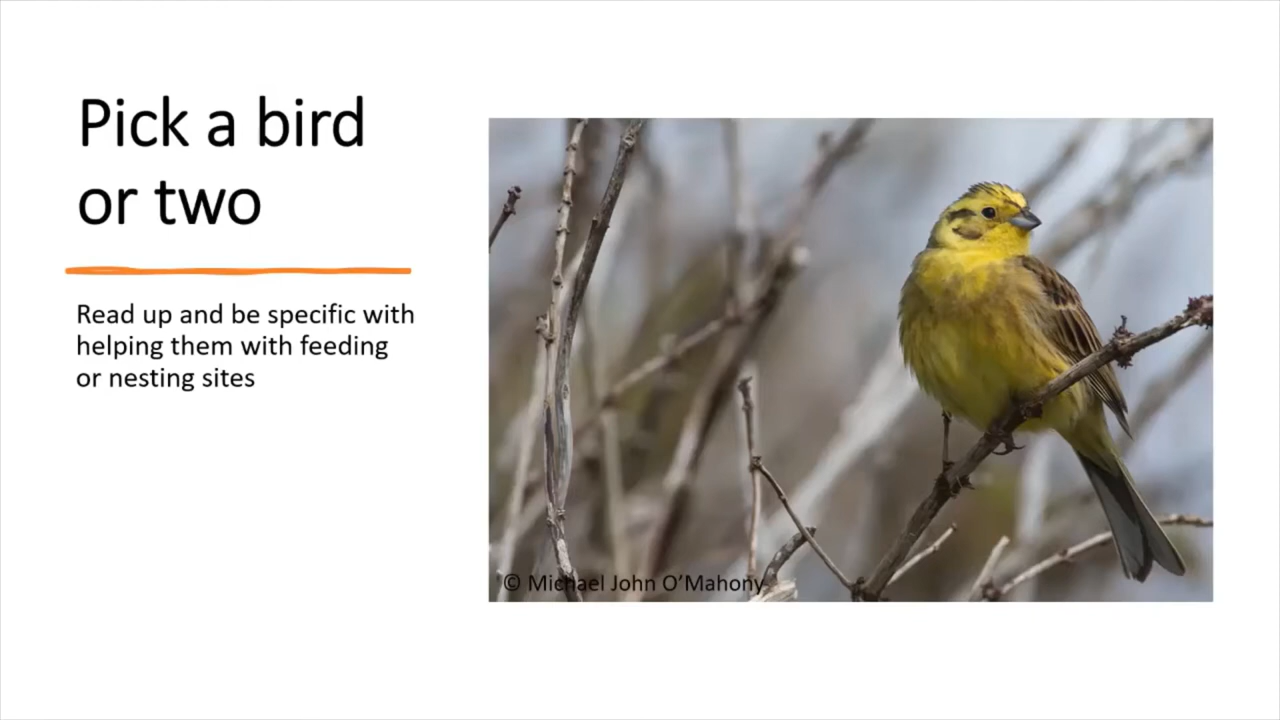 Pick a bird
or two
Read up and be specific with
helping them with feeding
or nesting sites
© Michael John O’Mahony